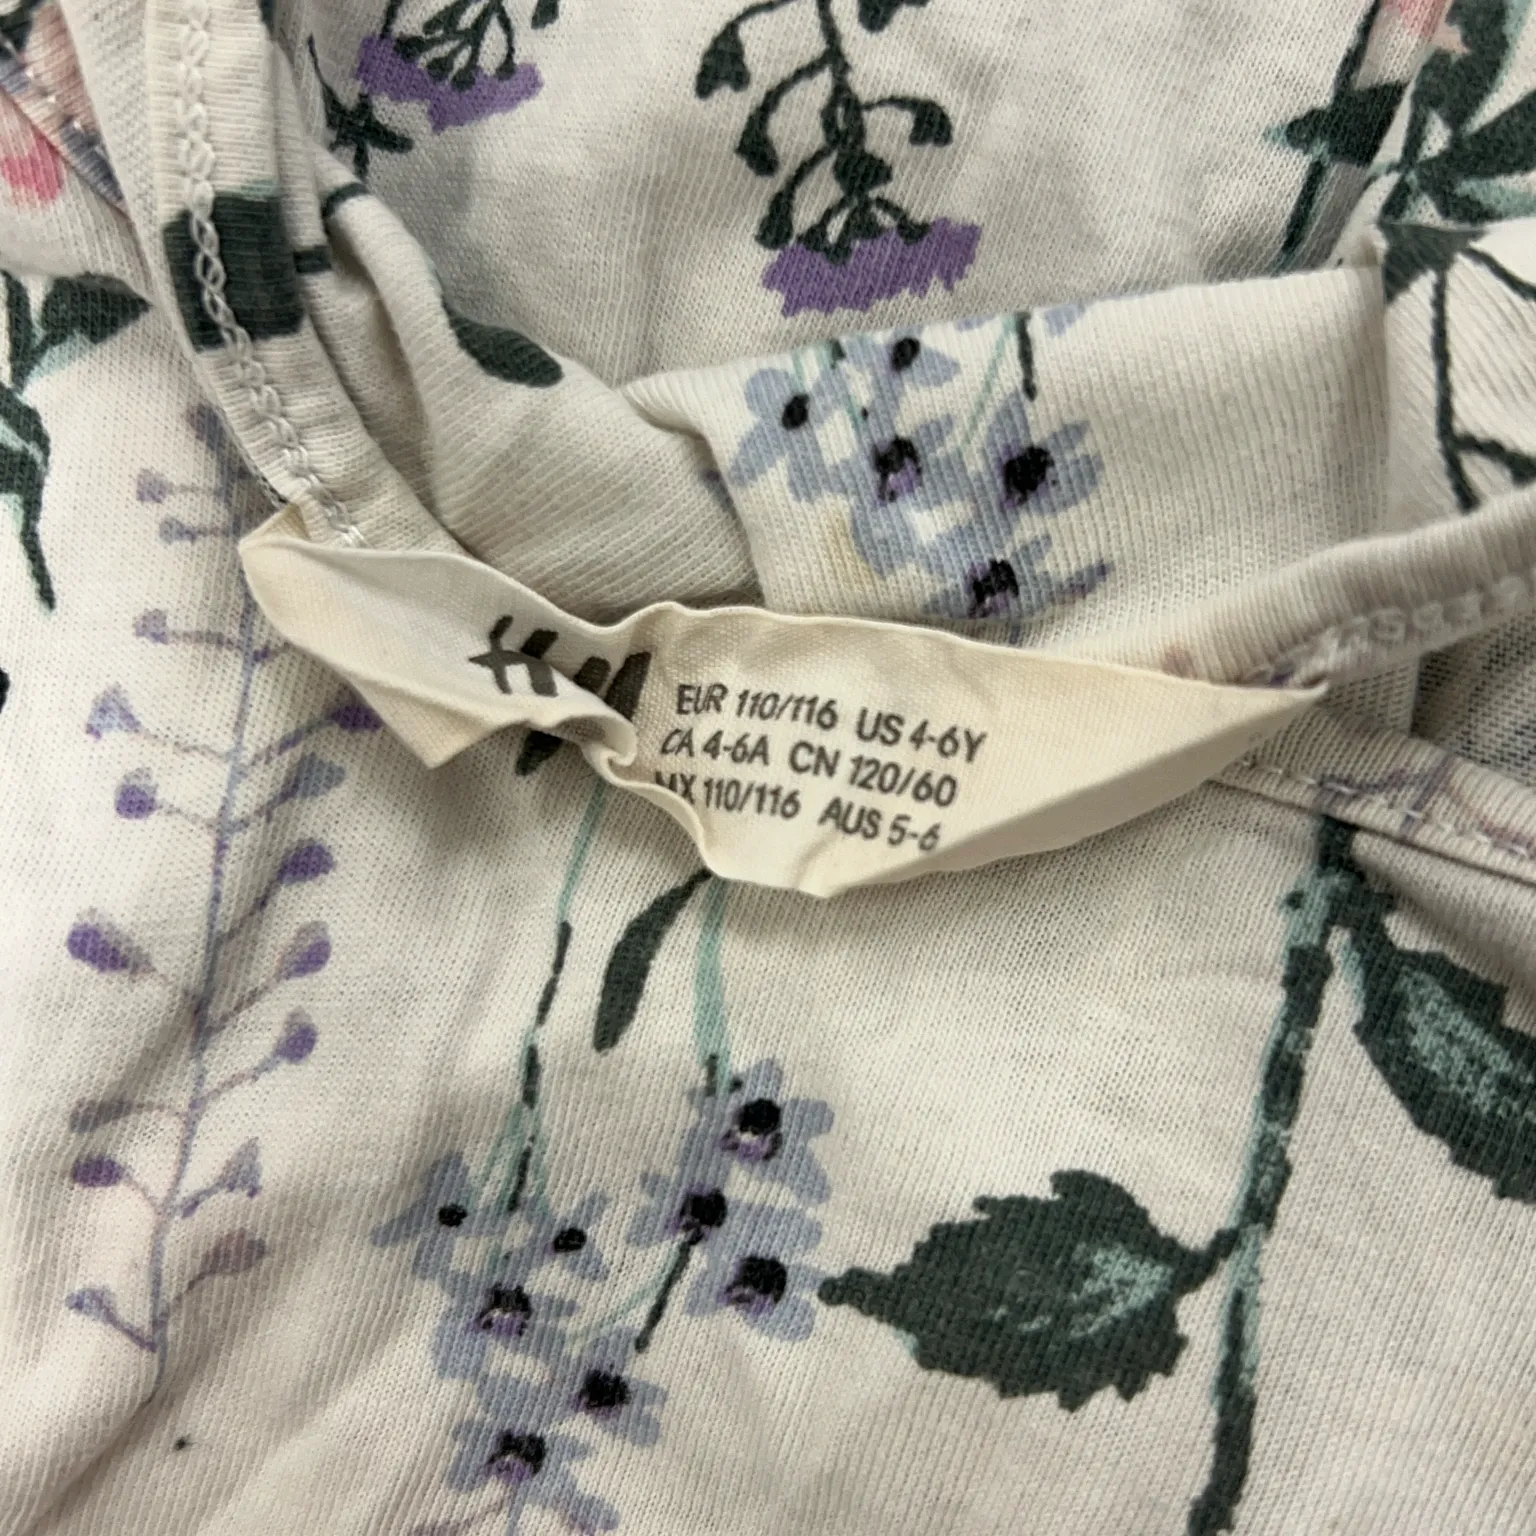 H&M
EUR 110/116 US 4-6Y
CA 4-6A CN 120/60
MX 110/116 AUS 5-6